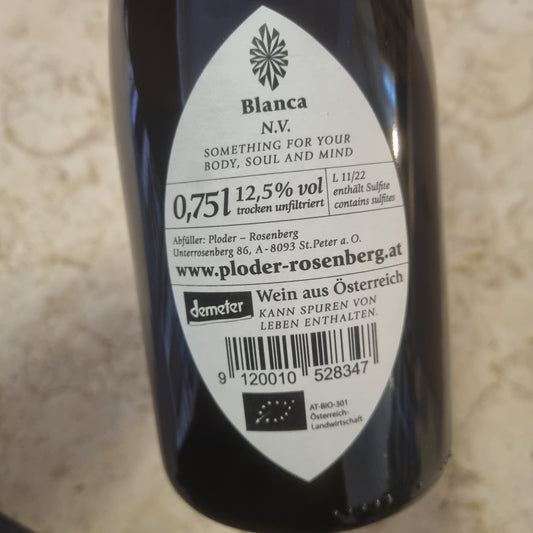 Blanca
N.V.
SOMETHING FOR YOUR
BODY, SOUL AND MIND
0,75l 12,5% vol
trocken unfiltriert
L 11/22
enthält Sulfite
contains sulfites
Abfüller: Ploder – Rosenberg
Unterrosenberg 86, A - 8093 St.Peter a. O.
www.ploder-rosenberg.at
demeter
Wein aus Österreich
KANN SPUREN VON
LEBEN ENTHALTEN.
9 120010 528347
AT-BIO-301
Österreich-
Landwirtschaft